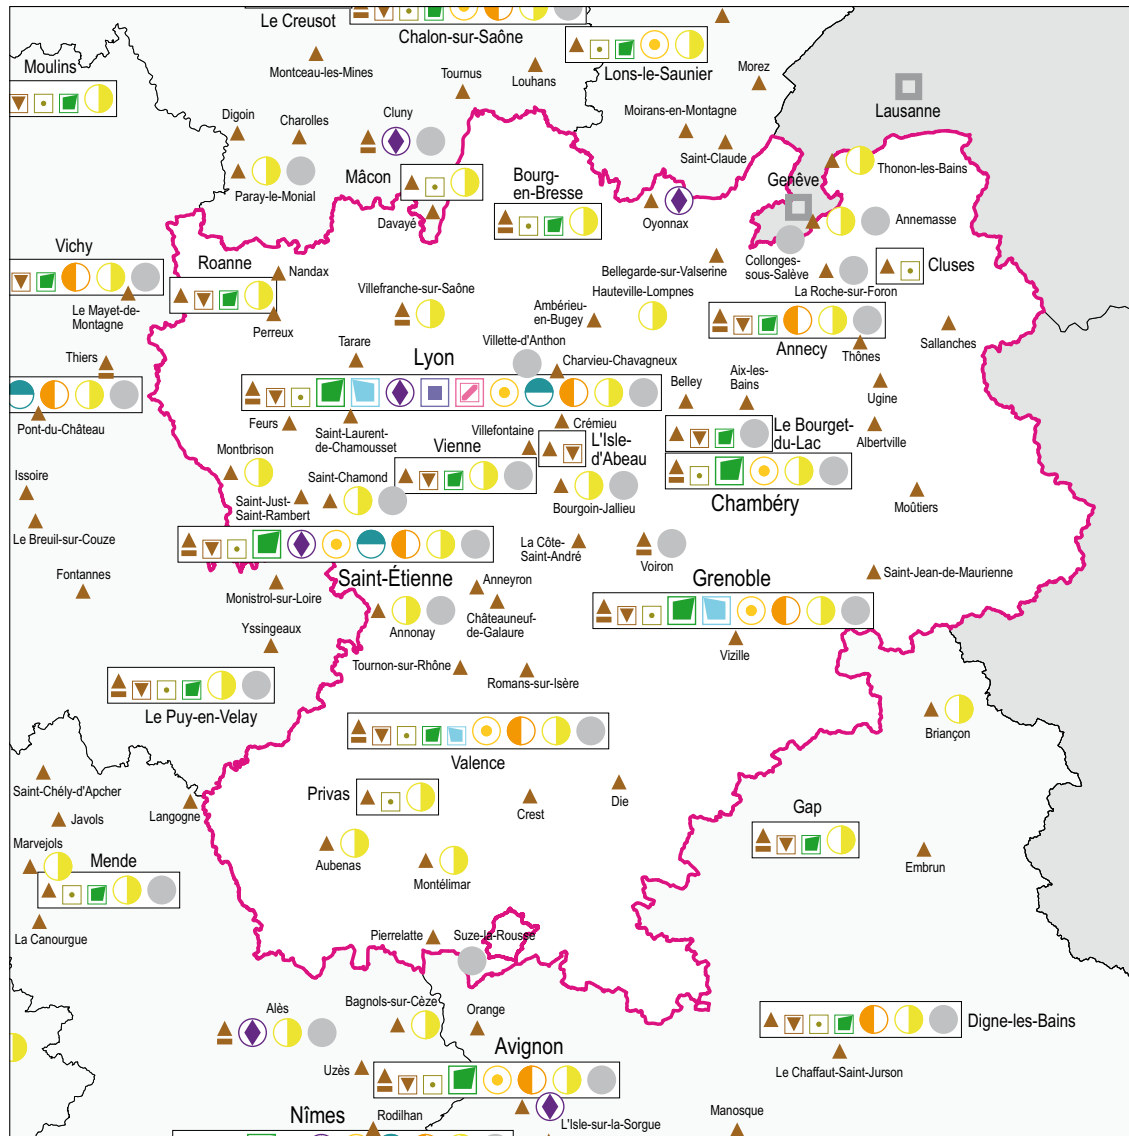 Le Creusot
Chalon-sur-Saône
Montceau-les-Mines
Moulins
Tournus
Louhans
Lons-le-Saunier
Morez
Lausanne
Digoin
Charolles
Cluny
Moirans-en-Montagne
Saint-Claude
Paray-le-Monial
Mâcon
Bourg-
en-Bresse
Genève
Thonon-les-Bains
Davayé
Oyonnax
Annemasse
Vichy
Roanne
Nandax
Bellegarde-sur-Valserine
Collonges-
sous-Salève
Cluses
Le Mayet-de-
Montagne
Perreux
Villefranche-sur-Saône
Ambérieu-
en-Bugey
Hauteville-Lompnes
La Roche-sur-Foron
Sallanches
Thiers
Tarare
Lyon
Villette-d'Anthon
Charvieu-Chavagneux
Annecy
Thônes
Belley
Aix-les-
Bains
Ugine
Pont-du-Château
Feurs
Saint-Laurent-
de-Chamousset
Vienne
Villefontaine
Crémieu
L'Isle-
d'Abeau
Le Bourget-
du-Lac
Albertville
Issoire
Montbrison
Saint-Chamond
Saint-Just-
Saint-Rambert
Bourgoin-Jallieu
Chambéry
Moûtiers
Le Breuil-sur-Couze
La Côte-
Saint-André
Voiron
Fontannes
Monistrol-sur-Loire
Saint-Étienne
Anneyron
Grenoble
Saint-Jean-de-Maurienne
Châteauneuf-
de-Galaure
Annonay
Yssingeaux
Vizille
Tournon-sur-Rhône
Romans-sur-Isère
Le Puy-en-Velay
Briançon
Valence
Saint-Chély-d'Apcher
Langogne
Privas
Crest
Die
Gap
Javols
Marvejols
Mende
Aubenas
Montélimar
Embrun
La Canourgue
Pierrelatte
Suze-la-Rousse
Alès
Bagnols-sur-Cèze
Orange
Digne-les-Bains
Avignon
Uzès
Le Chaffaut-Saint-Jurson
Nîmes
Rodilhan
L'Isle-sur-la-Sorgue
Manosque